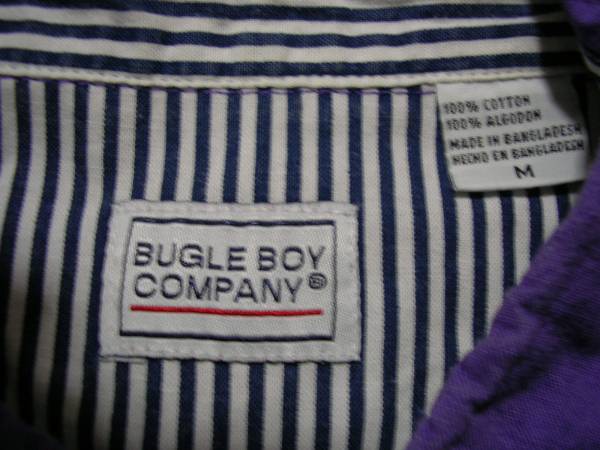 BUGLE BOY
COMPANY®
100% COTTON
100% ALGODON
MADE IN BANGLADESH
HECHO EN BANGLADESH
M